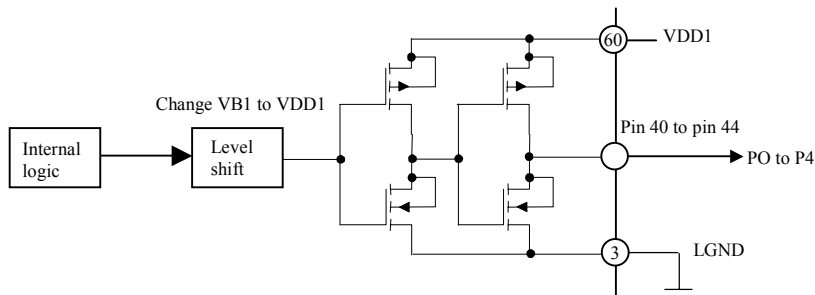 60
VDD1
Change VB1 to VDD1
Pin 40 to pin 44
Internal
logic
Level
shift
PO to P4
3
LGND